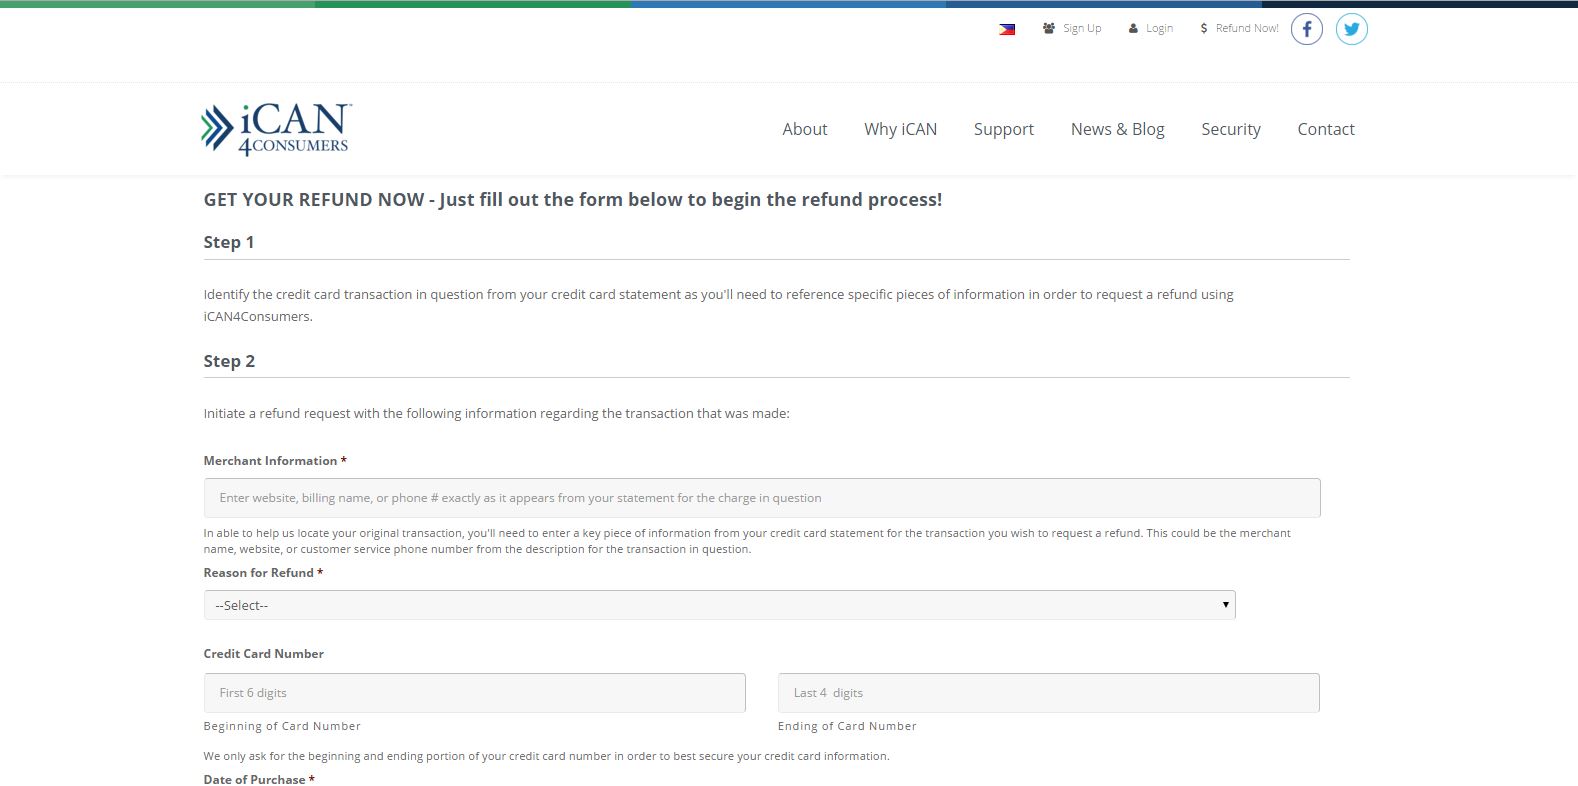 Sign Up Login $ Refund Now!
iCAN™
4CONSUMERS
About Why iCAN Support News & Blog Security Contact
GET YOUR REFUND NOW - Just fill out the form below to begin the refund process!
Step 1
Identify the credit card transaction in question from your credit card statement as you'll need to reference specific pieces of information in order to request a refund using
iCAN4Consumers.
Step 2
Initiate a refund request with the following information regarding the transaction that was made:
Merchant Information *
Enter website, billing name, or phone # exactly as it appears from your statement for the charge in question
In able to help us locate your original transaction, you'll need to enter a key piece of information from your credit card statement for the transaction you wish to request a refund. This could be the merchant
name, website, or customer service phone number from the description for the transaction in question.
Reason for Refund *
--Select--
Credit Card Number
First 6 digits Last 4 digits
Beginning of Card Number Ending of Card Number
We only ask for the beginning and ending portion of your credit card number in order to best secure your credit card information.
Date of Purchase *